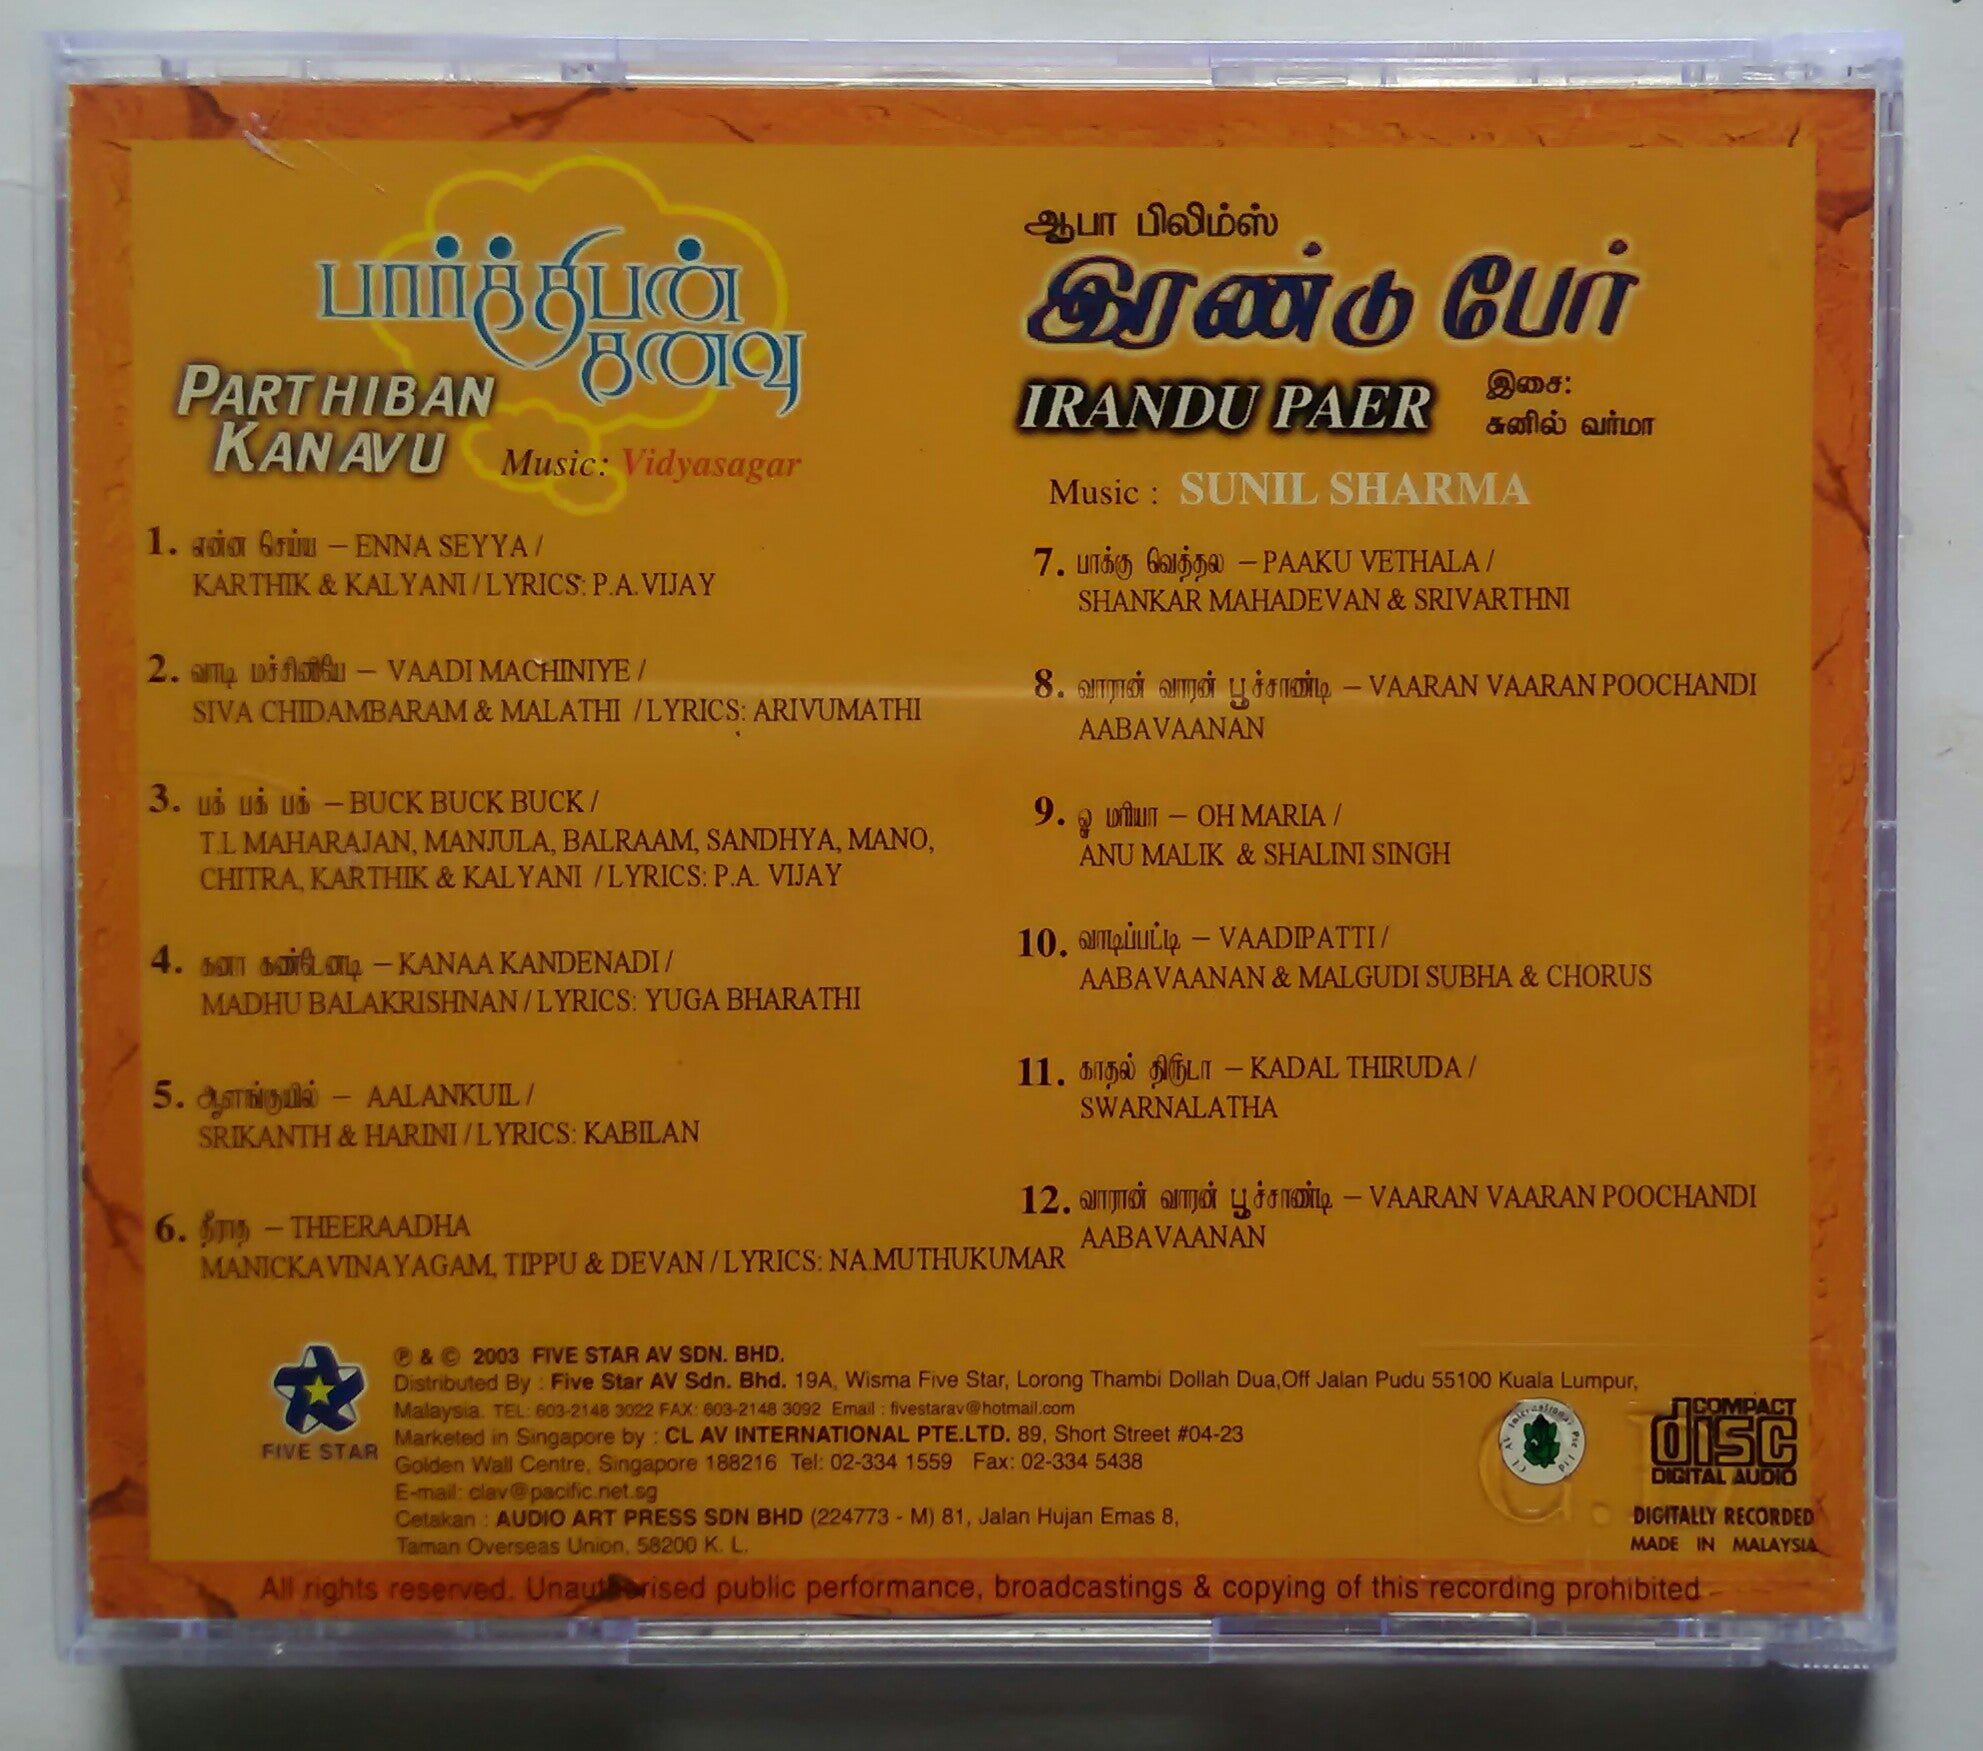 பார்த்திபன்
கனவு
PARTHIBAN
KANAVU
Music: Vidyasagar
1. என்ன செய்ய – ENNA SEYYA /
KARTHIK & KALYANI / LYRICS: P.A.VIJAY
2. வாடி மச்சினியே – VAADI MACHINIYE /
SIVA CHIDAMBARAM & MALATHI / LYRICS: ARIVUMATHI
3. பக் பக் பக் – BUCK BUCK BUCK /
T.L MAHARAJAN, MANJULA, BALRAAM, SANDHYA, MANO,
CHITRA, KARTHIK & KALYANI / LYRICS: P.A. VIJAY
4. கனா கண்டேனடி – KANAA KANDENADI /
MADHU BALAKRISHNAN / LYRICS: YUGA BHARATHI
5. ஆளங்குயில் – AALANKUIL /
SRIKANTH & HARINI / LYRICS: KABILAN
6. தீராத – THEERAADHA
MANICKAVINAYAGAM, TIPPU & DEVAN / LYRICS: NA.MUTHUKUMAR
ஆபா பிலிம்ஸ்
இரண்டு பேர்
IRANDU PAER
இசை:
சுனில் வர்மா
Music : SUNIL SHARMA
7. பாக்கு வெத்தல – PAAKU VETHALA /
SHANKAR MAHADEVAN & SRIVARTHNI
8. வாரான் வாரன் பூச்சாண்டி – VAARAN VAARAN POOCHANDI
AABAVAANAN
9. ஓ மரியா – OH MARIA /
ANU MALIK & SHALINI SINGH
10. வாடிப்பட்டி – VAADIPATTI /
AABAVAANAN & MALGUDI SUBHA & CHORUS
11. காதல் திருடா – KADAL THIRUDA /
SWARNALATHA
12. வாரான் வாரன் பூச்சாண்டி – VAARAN VAARAN POOCHANDI
AABAVAANAN
FIVE STAR
℗ & © 2003 FIVE STAR AV SDN. BHD.
Distributed By : Five Star AV Sdn. Bhd. 19A, Wisma Five Star, Lorong Thambi Dollah Dua,Off Jalan Pudu 55100 Kuala Lumpur,
Malaysia. TEL: 603-2148 3022 FAX: 603-2148 3092 Email : fivestarav@hotmail.com
Marketed in Singapore by : CL AV INTERNATIONAL PTE.LTD. 89, Short Street #04-23
Golden Wall Centre, Singapore 188216 Tel: 02-334 1559 Fax: 02-334 5438
E-mail: clav@pacific.net.sg
Cetakan : AUDIO ART PRESS SDN BHD (224773 - M) 81, Jalan Hujan Emas 8,
Taman Overseas Union, 58200 K. L.
CL AV International Pte Ltd
COMPACT
disc
DIGITAL AUDIO
DIGITALLY RECORDED
MADE IN MALAYSIA
All rights reserved. Unauthorised public performance, broadcastings & copying of this recording prohibited